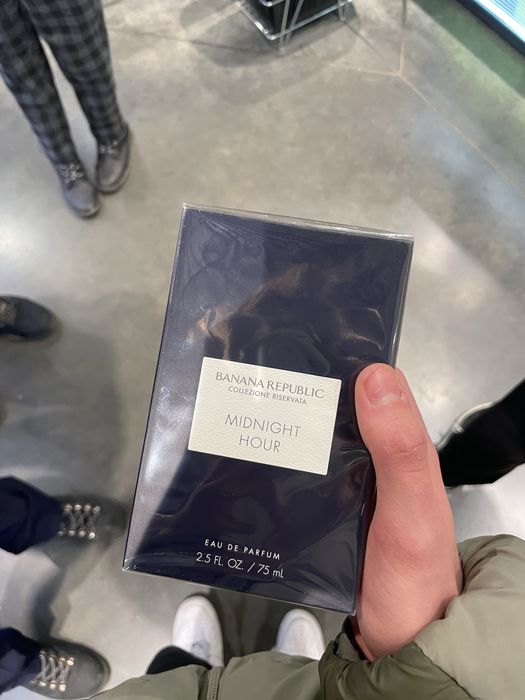 BANANA REPUBLIC
COLLEZIONE RISERVATA
MIDNIGHT
HOUR
EAU DE PARFUM
2.5 FL. OZ. / 75 mL